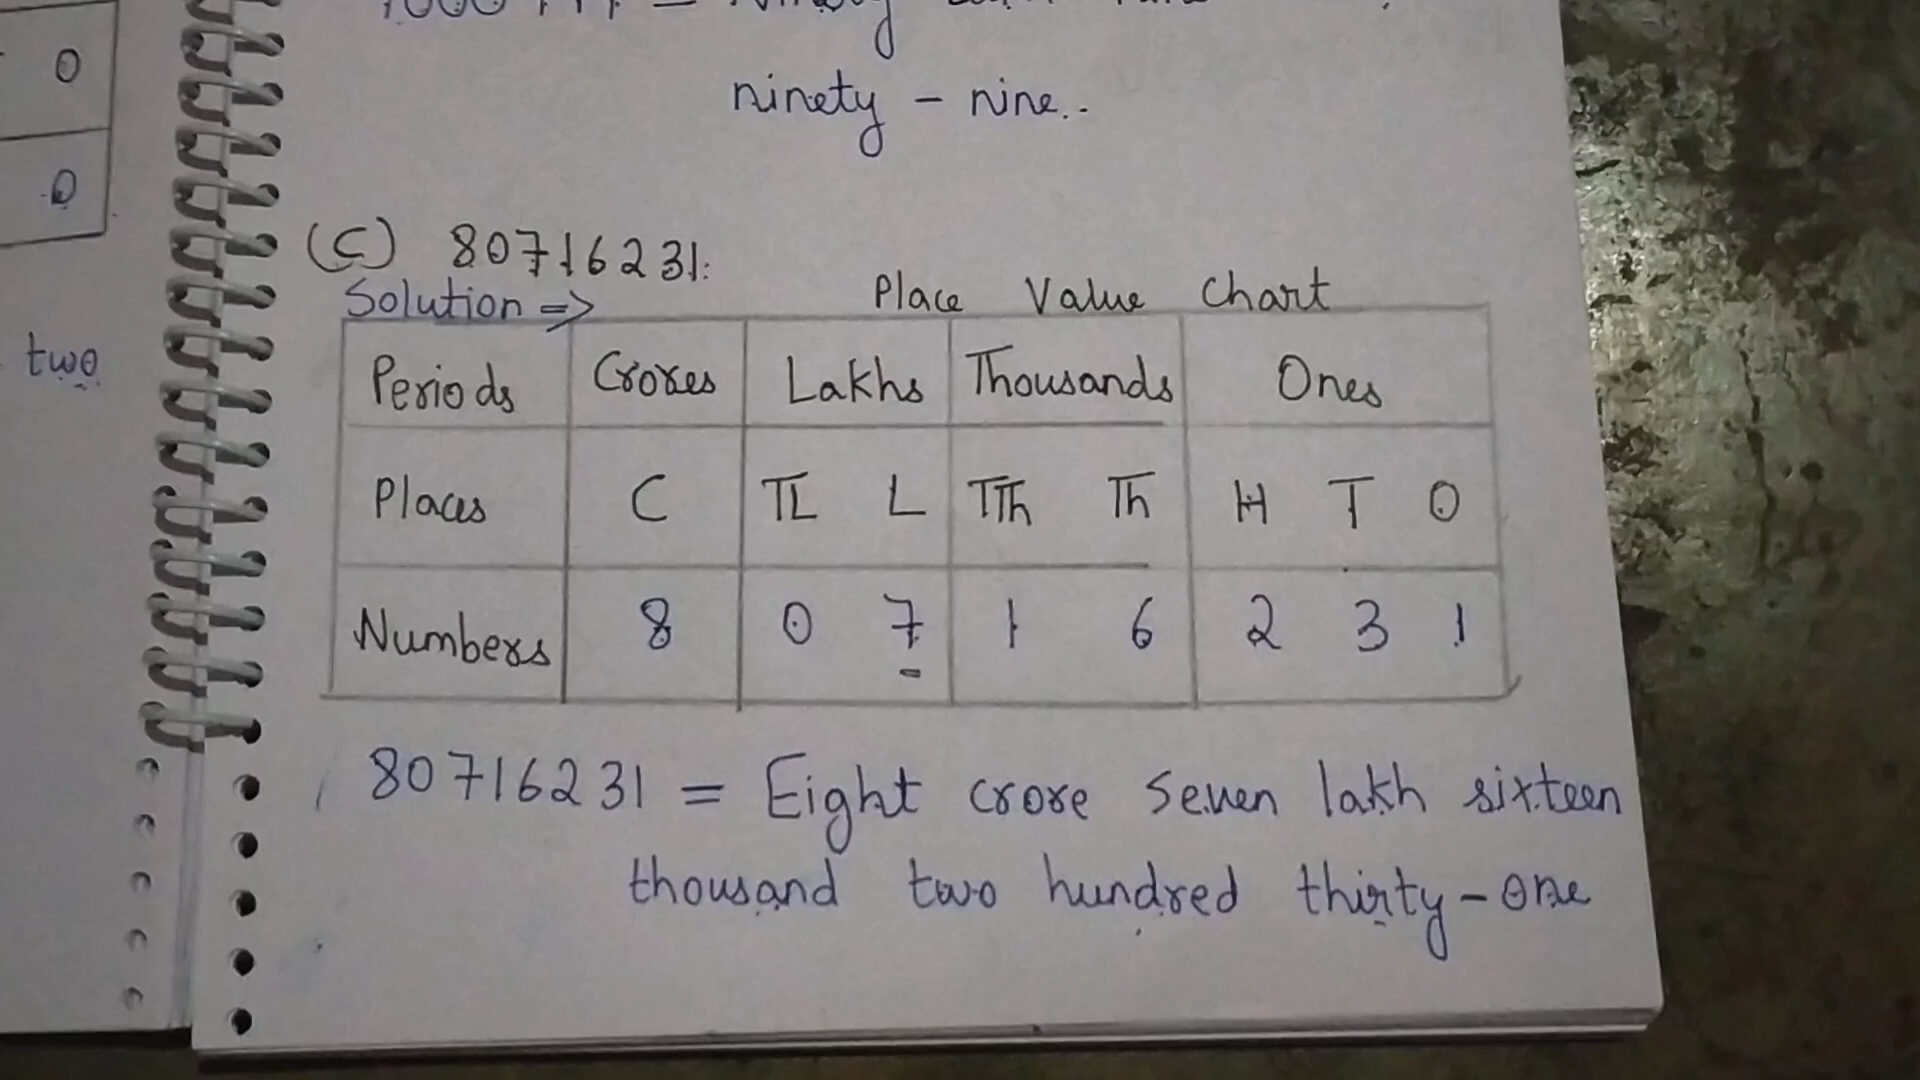 0
0
two
ninety - nine.
(C) 80716231:
Solution => Place Value Chart
Periods Crores Lakhs Thousands Ones
Places C TL L TTh Th H T O
Numbers 8 0 7 1 6 2 3 1
80716231 = Eight crore seven lakh sixteen
thousand two hundred thirty-one